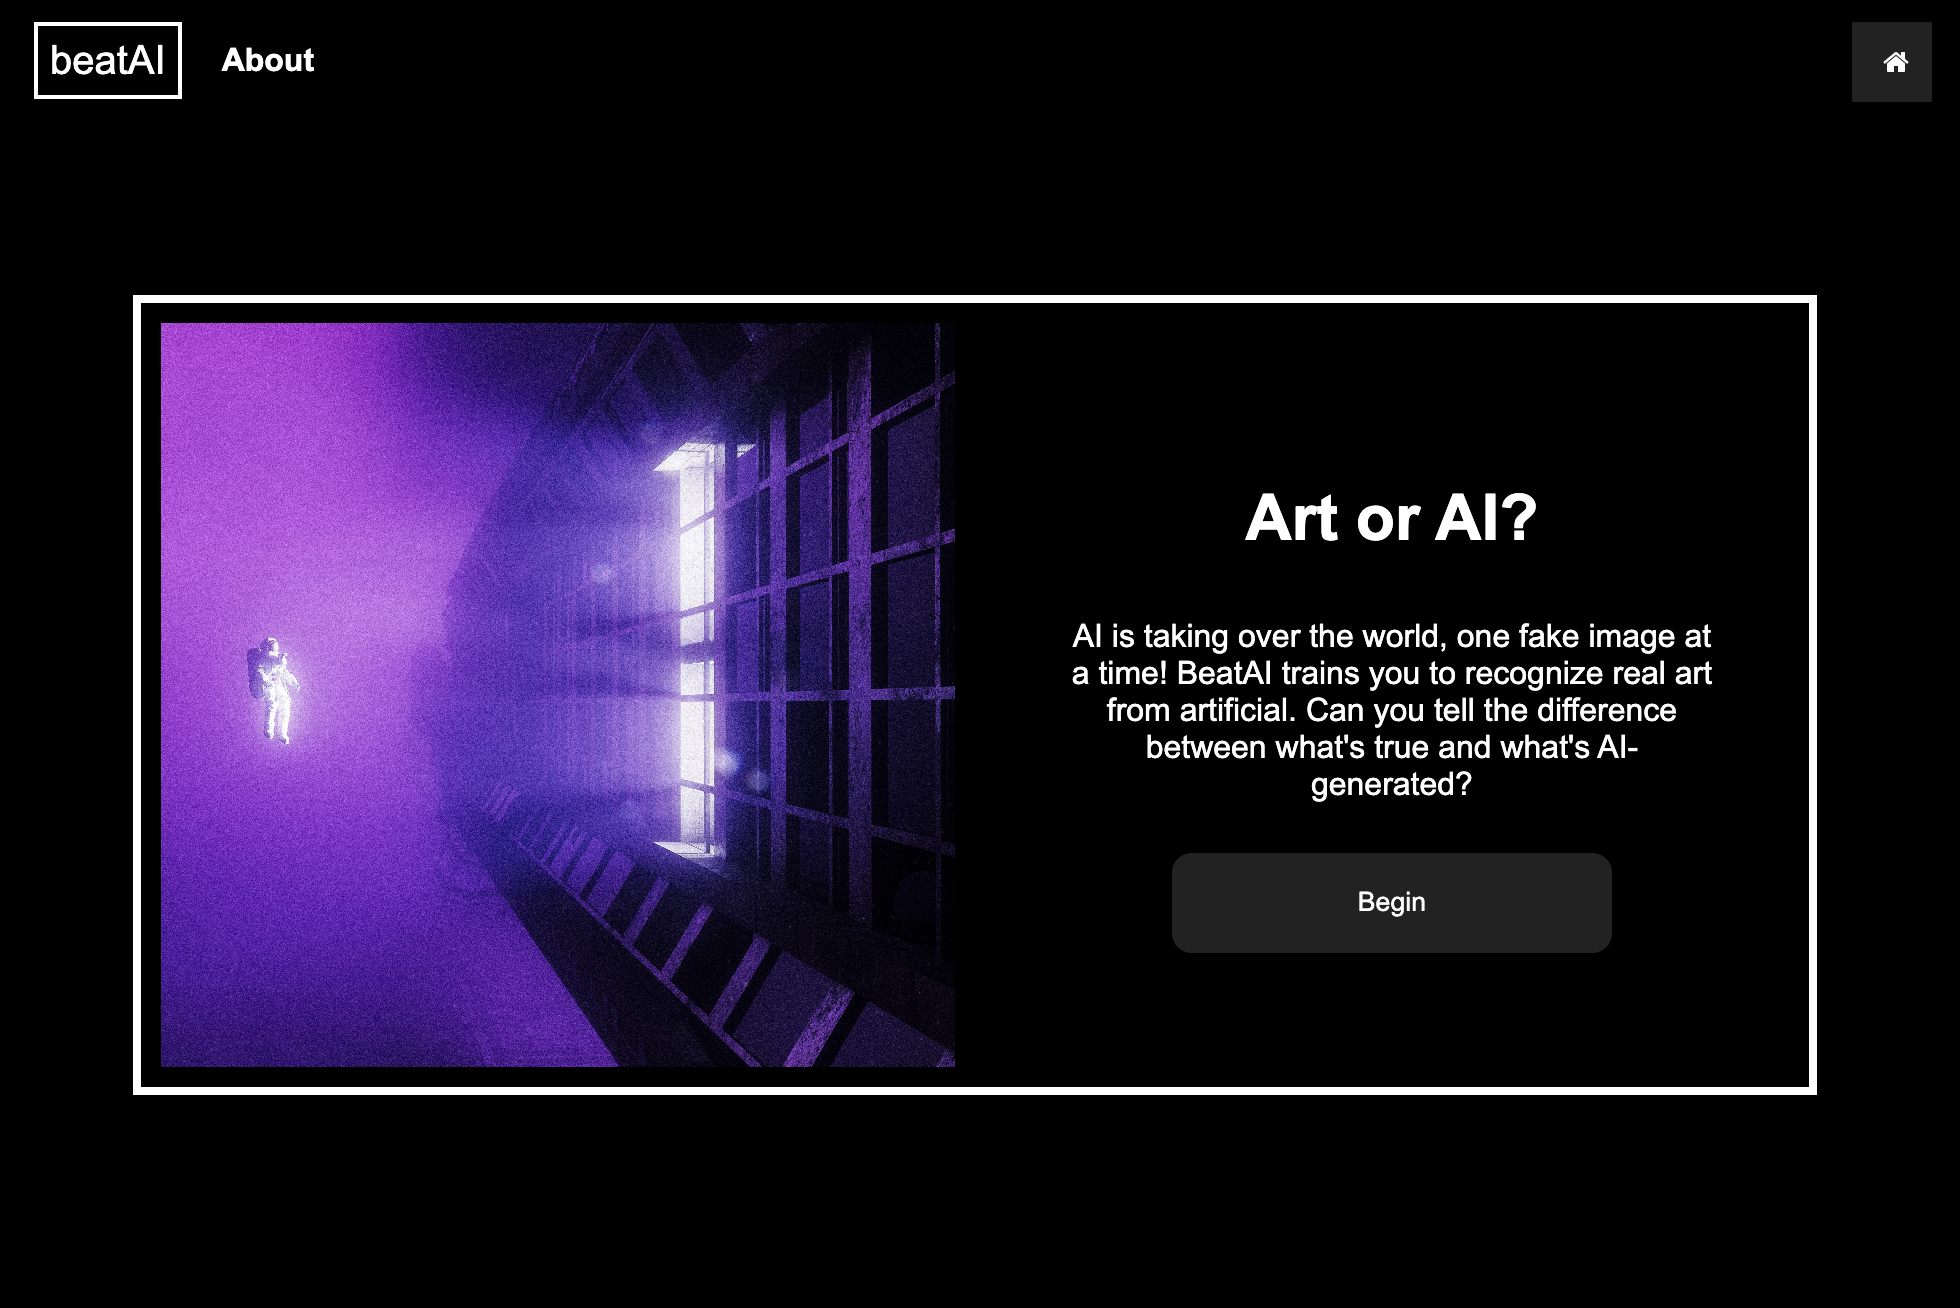 beatAI
About
Art or AI?
AI is taking over the world, one fake image at
a time! BeatAI trains you to recognize real art
from artificial. Can you tell the difference
between what's true and what's AI-
generated?
Begin